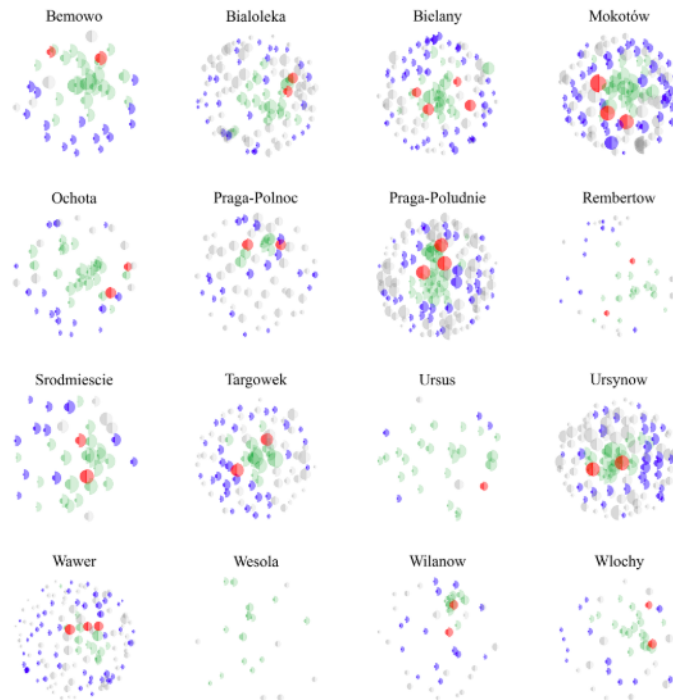 Bemowo Bialoleka Bielany Mokotów
Ochota Praga-Polnoc Praga-Poludnie Rembertow
Srodmiescie Targowek Ursus Ursynow
Wawer Wesola Wilanow Wlochy